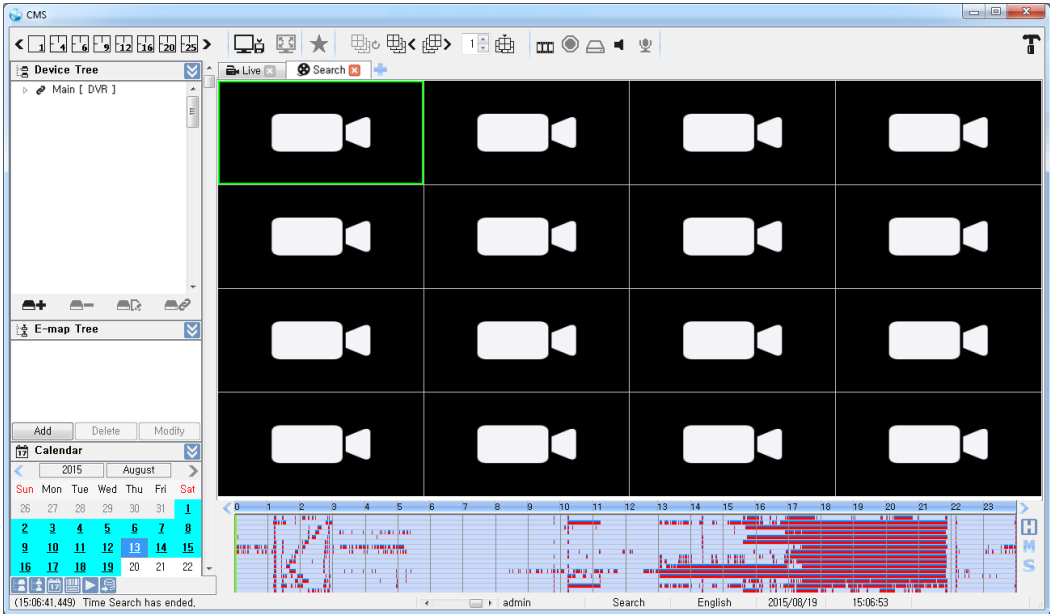 CMS
1 4 6 9 12 16 20 25 1
Device Tree
Live Search
Main [ DVR ]
E-map Tree
Add Delete Modify
17 Calendar
2015 August
Sun Mon Tue Wed Thu Fri Sat
26 27 28 29 30 31 1
2 3 4 5 6 7 8
9 10 11 12 13 14 15
16 17 18 19 20 21 22
17
0 1 2 3 4 5 6 7 8 9 10 11 12 13 14 15 16 17 18 19 20 21 22 23
H
M
S
(15:06:41,449) Time Search has ended, admin Search English 2015/08/19 15:06:53